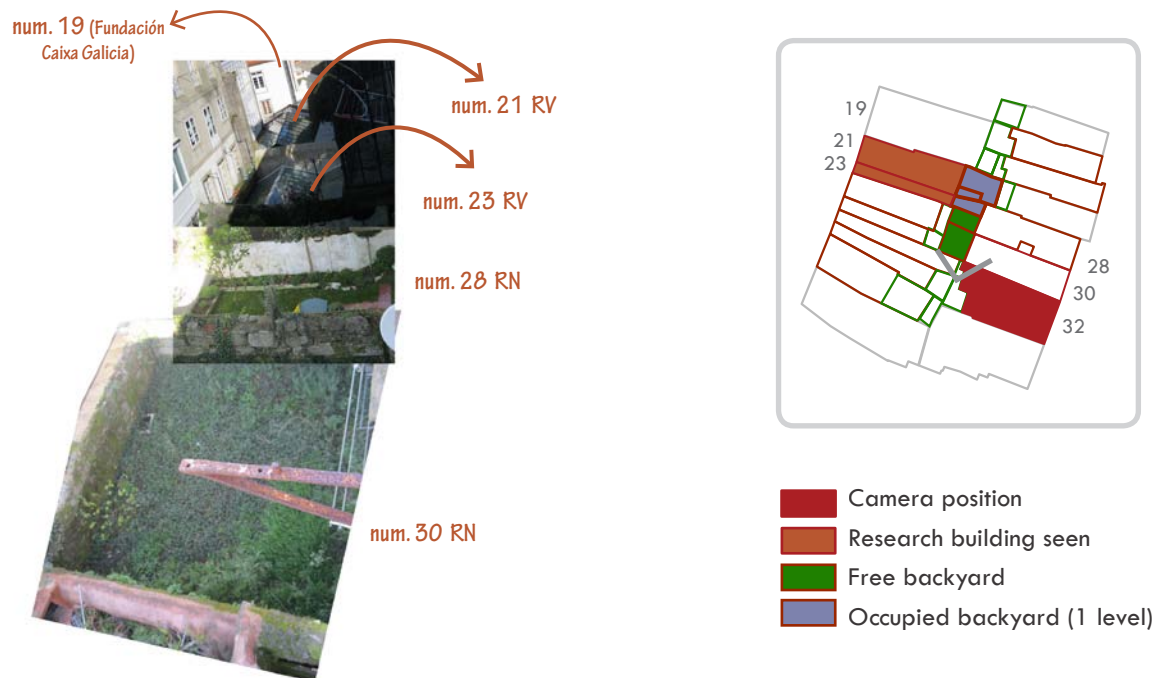 num. 19 (Fundación
Caixa Galicia)
num. 21 RV
num. 23 RV
num. 28 RN
num. 30 RN
19
21
23
28
30
32
Camera position
Research building seen
Free backyard
Occupied backyard (1 level)